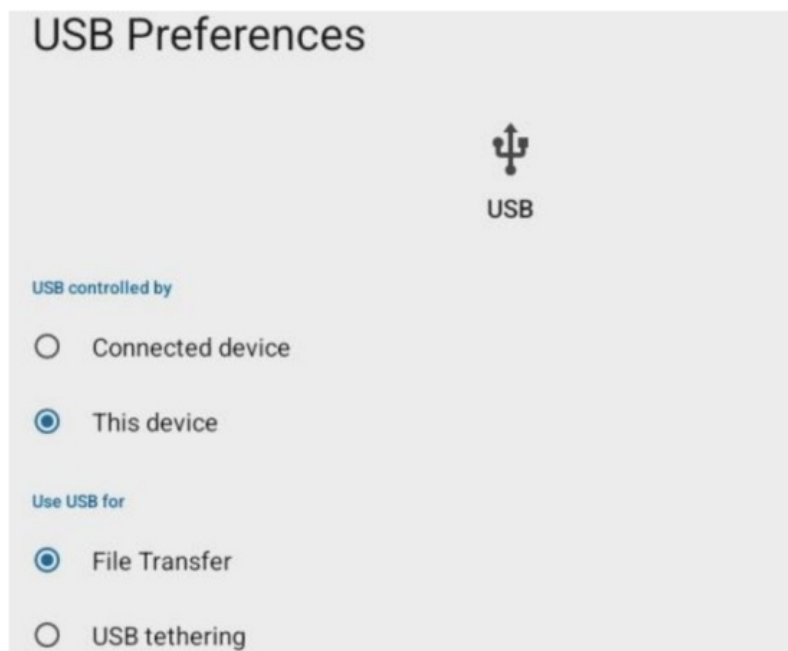 USB Preferences
USB
USB controlled by
Connected device
This device
Use USB for
File Transfer
USB tethering